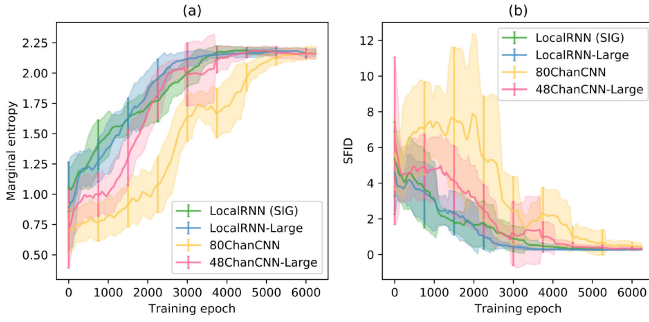 (a)
Marginal entropy
2.25
2.00
1.75
1.50
1.25
1.00
0.75
0.50
0 1000 2000 3000 4000 5000 6000
Training epoch
LocalRNN (SIG)
LocalRNN-Large
80ChanCNN
48ChanCNN-Large
(b)
SFID
12
10
8
6
4
2
0
0 1000 2000 3000 4000 5000 6000
Training epoch
LocalRNN (SIG)
LocalRNN-Large
80ChanCNN
48ChanCNN-Large